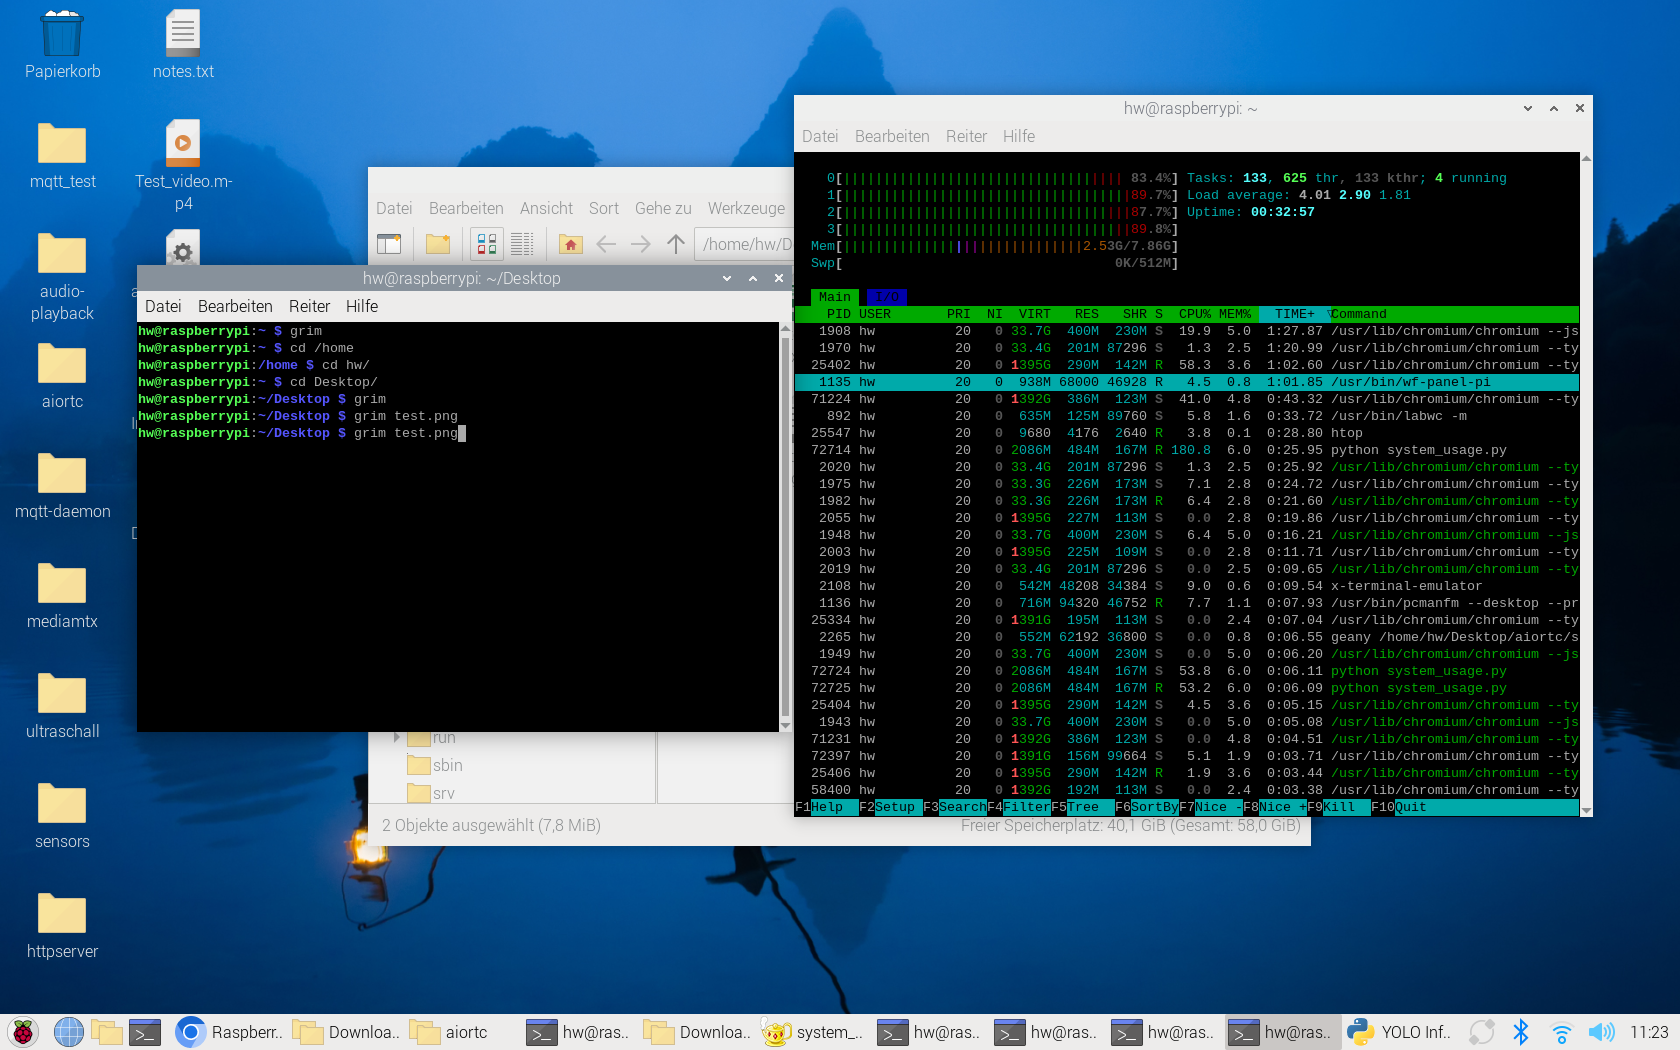 Papierkorb
notes.txt
mqtt_test
Test_video.m-
p4
audio-
playback
aiortc
mqtt-daemon
mediamtx
ultraschall
sensors
httpserver
Datei Bearbeiten Ansicht Sort Gehe zu Werkzeuge
/home/hw/D
run
sbin
srv
2 Objekte ausgewählt (7,8 MiB)
Freier Speicherplatz: 40,1 GiB (Gesamt: 58,0 GiB)
hw@raspberrypi: ~/Desktop
Datei Bearbeiten Reiter Hilfe
hw@raspberrypi:~ $ grim
hw@raspberrypi:~ $ cd /home
hw@raspberrypi:/home $ cd hw/
hw@raspberrypi:~ $ cd Desktop/
hw@raspberrypi:~/Desktop $ grim
hw@raspberrypi:~/Desktop $ grim test.png
hw@raspberrypi:~/Desktop $ grim test.png
hw@raspberrypi: ~
Datei Bearbeiten Reiter Hilfe
0[ 83.4%] Tasks: 133, 625 thr, 133 kthr; 4 running
1[ 89.7%] Load average: 4.01 2.90 1.81
2[ 87.7%] Uptime: 00:32:57
3[ 89.8%]
Mem[ 2.53G/7.86G]
Swp[ 0K/512M]
Main I/O
PID USER PRI NI VIRT RES SHR S CPU% MEM% TIME+ ▽Command
1908 hw 20 0 33.7G 400M 230M S 19.9 5.0 1:27.87 /usr/lib/chromium/chromium --js
1970 hw 20 0 33.4G 201M 87296 S 1.3 2.5 1:20.99 /usr/lib/chromium/chromium --ty
25402 hw 20 0 1395G 290M 142M R 58.3 3.6 1:02.60 /usr/lib/chromium/chromium --ty
1135 hw 20 0 938M 68000 46928 R 4.5 0.8 1:01.85 /usr/bin/wf-panel-pi
71224 hw 20 0 1392G 386M 123M S 41.0 4.8 0:43.32 /usr/lib/chromium/chromium --ty
892 hw 20 0 635M 125M 89760 S 5.8 1.6 0:33.72 /usr/bin/labwc -m
25547 hw 20 0 9680 4176 2640 R 3.8 0.1 0:28.80 htop
72714 hw 20 0 2086M 484M 167M R 180.8 6.0 0:25.95 python system_usage.py
2020 hw 20 0 33.4G 201M 87296 S 1.3 2.5 0:25.92 /usr/lib/chromium/chromium --ty
1975 hw 20 0 33.3G 226M 173M S 7.1 2.8 0:24.72 /usr/lib/chromium/chromium --ty
1982 hw 20 0 33.3G 226M 173M R 6.4 2.8 0:21.60 /usr/lib/chromium/chromium --ty
2055 hw 20 0 1395G 227M 113M S 0.0 2.8 0:19.86 /usr/lib/chromium/chromium --ty
1948 hw 20 0 33.7G 400M 230M S 6.4 5.0 0:16.21 /usr/lib/chromium/chromium --js
2003 hw 20 0 1395G 225M 109M S 0.0 2.8 0:11.71 /usr/lib/chromium/chromium --ty
2019 hw 20 0 33.4G 201M 87296 S 0.0 2.5 0:09.65 /usr/lib/chromium/chromium --ty
2108 hw 20 0 542M 48208 34384 S 9.0 0.6 0:09.54 x-terminal-emulator
1136 hw 20 0 716M 94320 46752 R 7.7 1.1 0:07.93 /usr/bin/pcmanfm --desktop --pr
25334 hw 20 0 1391G 195M 113M S 0.0 2.4 0:07.04 /usr/lib/chromium/chromium --ty
2265 hw 20 0 552M 62192 36800 S 0.0 0.8 0:06.55 geany /home/hw/Desktop/aiortc/s
1949 hw 20 0 33.7G 400M 230M S 0.0 5.0 0:06.20 /usr/lib/chromium/chromium --js
72724 hw 20 0 2086M 484M 167M S 53.8 6.0 0:06.11 python system_usage.py
72725 hw 20 0 2086M 484M 167M R 53.2 6.0 0:06.09 python system_usage.py
25404 hw 20 0 1395G 290M 142M S 4.5 3.6 0:05.15 /usr/lib/chromium/chromium --ty
1943 hw 20 0 33.7G 400M 230M S 0.0 5.0 0:05.08 /usr/lib/chromium/chromium --js
71231 hw 20 0 1392G 386M 123M S 0.0 4.8 0:04.51 /usr/lib/chromium/chromium --ty
72397 hw 20 0 1391G 156M 99664 S 5.1 1.9 0:03.71 /usr/lib/chromium/chromium --ty
25406 hw 20 0 1395G 290M 142M R 1.9 3.6 0:03.44 /usr/lib/chromium/chromium --ty
58400 hw 20 0 1392G 192M 113M S 0.0 2.4 0:03.38 /usr/lib/chromium/chromium --ty
F1Help F2Setup F3SearchF4FilterF5Tree F6SortByF7Nice -F8Nice +F9Kill F10Quit
Raspberr.. Downloa.. aiortc hw@ras.. Downloa.. system_.. hw@ras.. hw@ras.. hw@ras.. hw@ras.. YOLO Inf.. 11:23